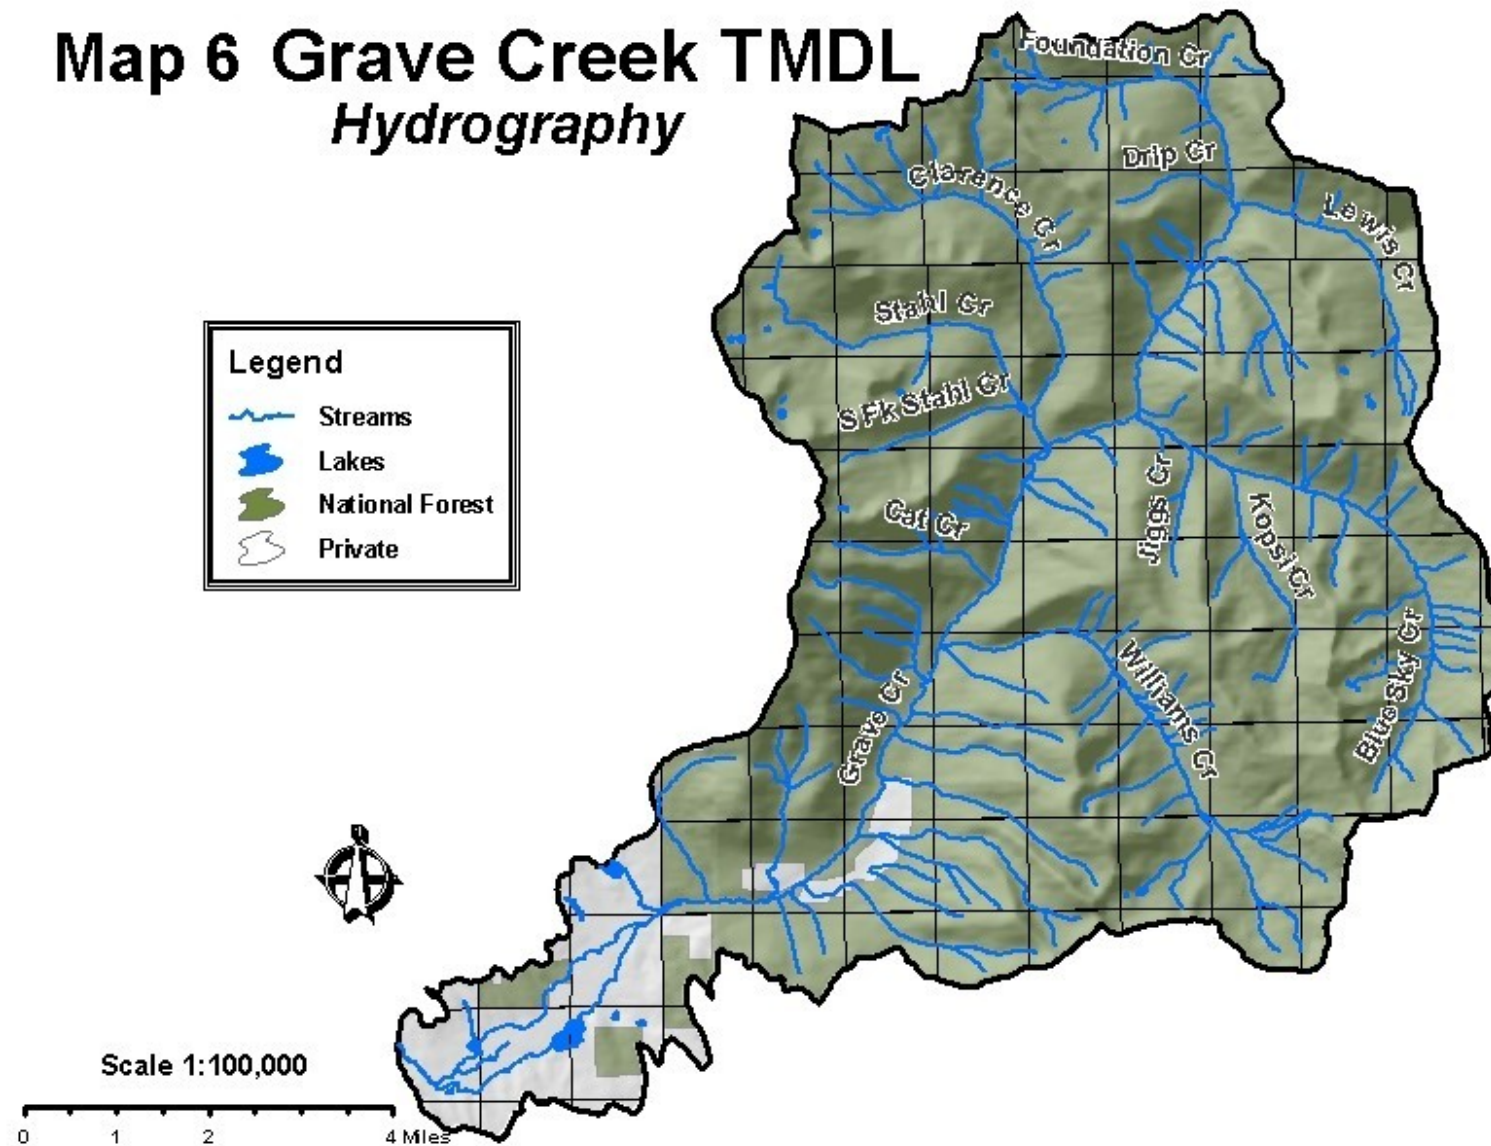 Map 6 Grave Creek TMDL
Hydrography
Foundation Cr
Drip Cr
Clarence Cr
Lewis Cr
Stahl Cr
S Fk Stahl Cr
Cat Cr
Jiggs Cr
Kopsi Cr
Blue Sky Cr
Williams Cr
Grave Cr
Legend
Streams
Lakes
National Forest
Private
N
Scale 1:100,000
0 1 2 4 Miles